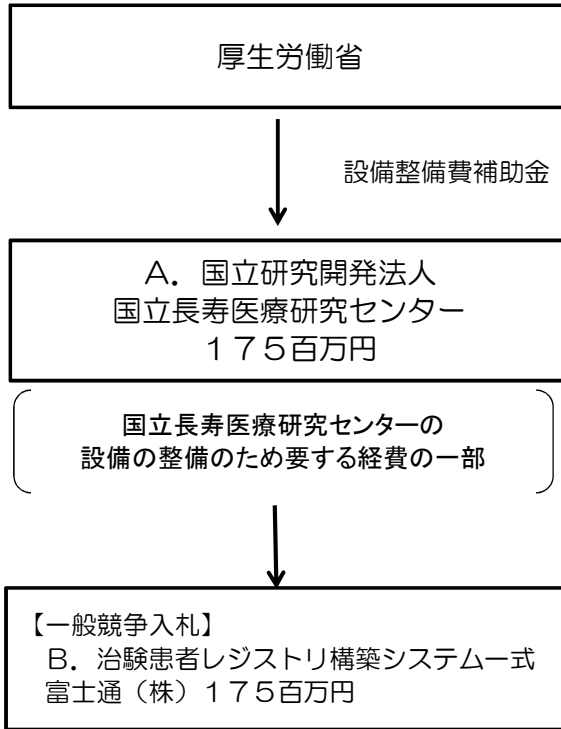 厚生労働省
設備整備費補助金
Ａ．国立研究開発法人
国立長寿医療研究センター
１７５百万円
国立長寿医療研究センターの
設備の整備のため要する経費の一部
【一般競争入札】
Ｂ．治験患者レジストリ構築システム一式
富士通（株）１７５百万円